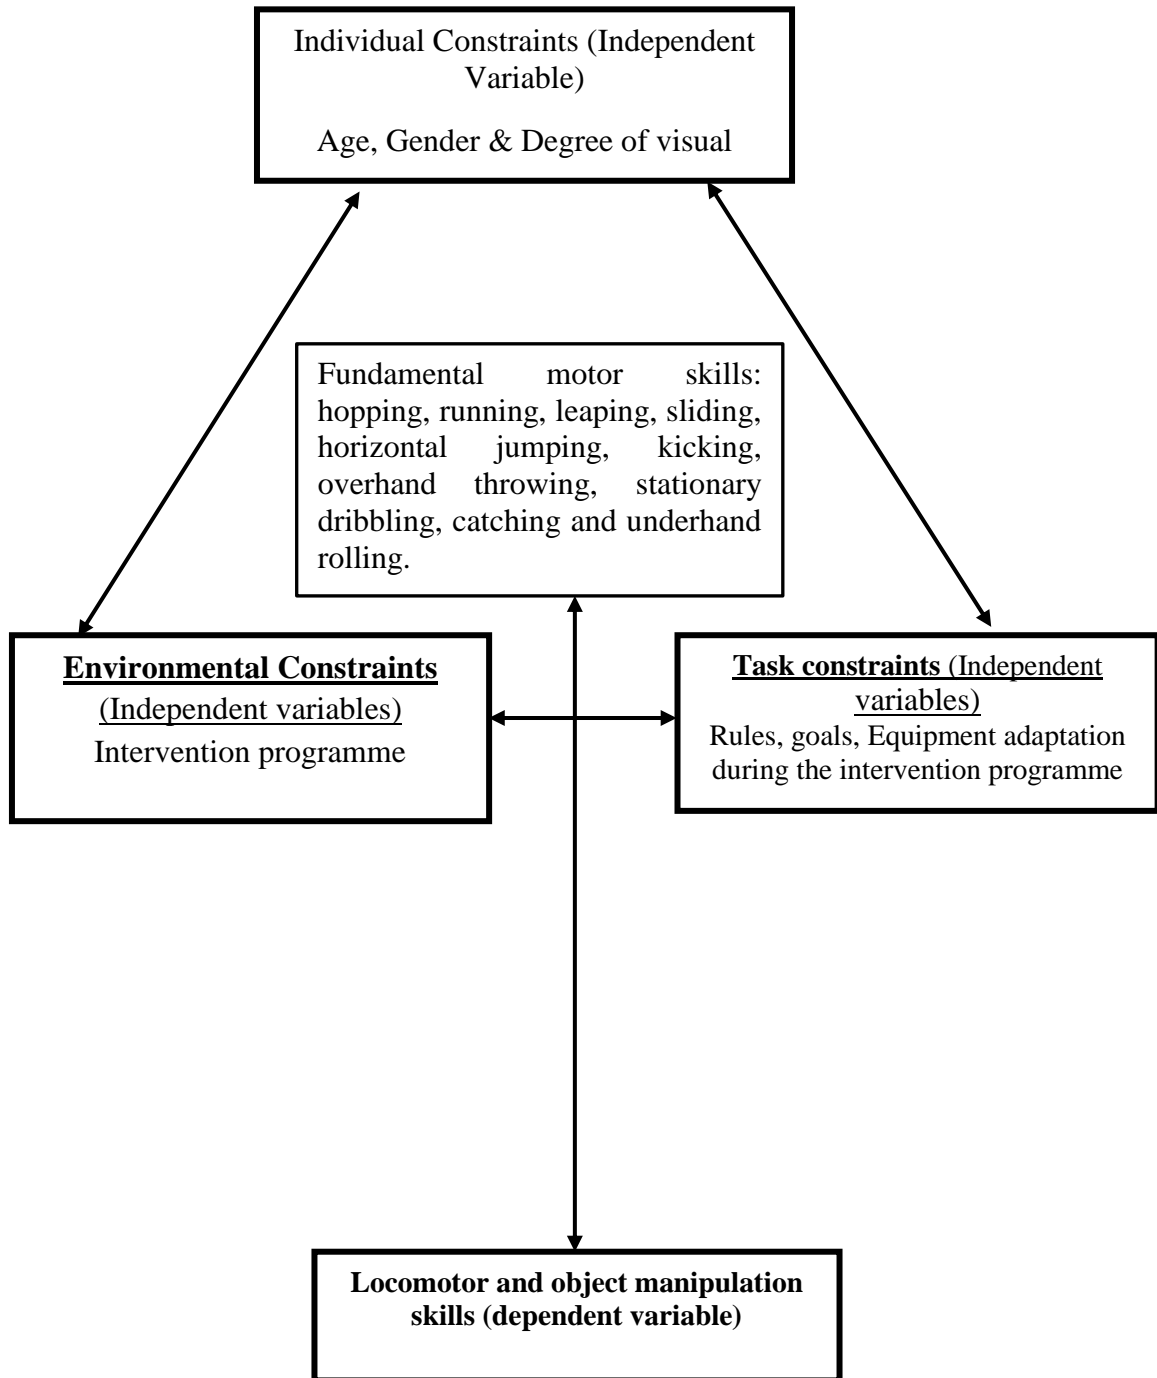 Individual Constraints (Independent
Variable)
Age, Gender & Degree of visual
Fundamental motor skills:
hopping, running, leaping, sliding,
horizontal jumping, kicking,
overhand throwing, stationary
dribbling, catching and underhand
rolling.
Environmental Constraints
(Independent variables)
Intervention programme
Task constraints (Independent
variables)
Rules, goals, Equipment adaptation
during the intervention programme
Locomotor and object manipulation
skills (dependent variable)